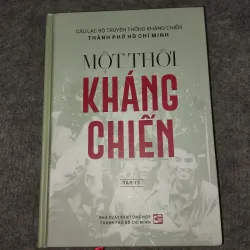 CÂU LẠC BỘ TRUYỀN THỐNG KHÁNG CHIẾN
THÀNH PHỐ HỒ CHÍ MINH
MỘT THỜI
KHÁNG
CHIẾN
NHÀ XUẤT BẢN TỔNG HỢP
THÀNH PHỐ HỒ CHÍ MINH